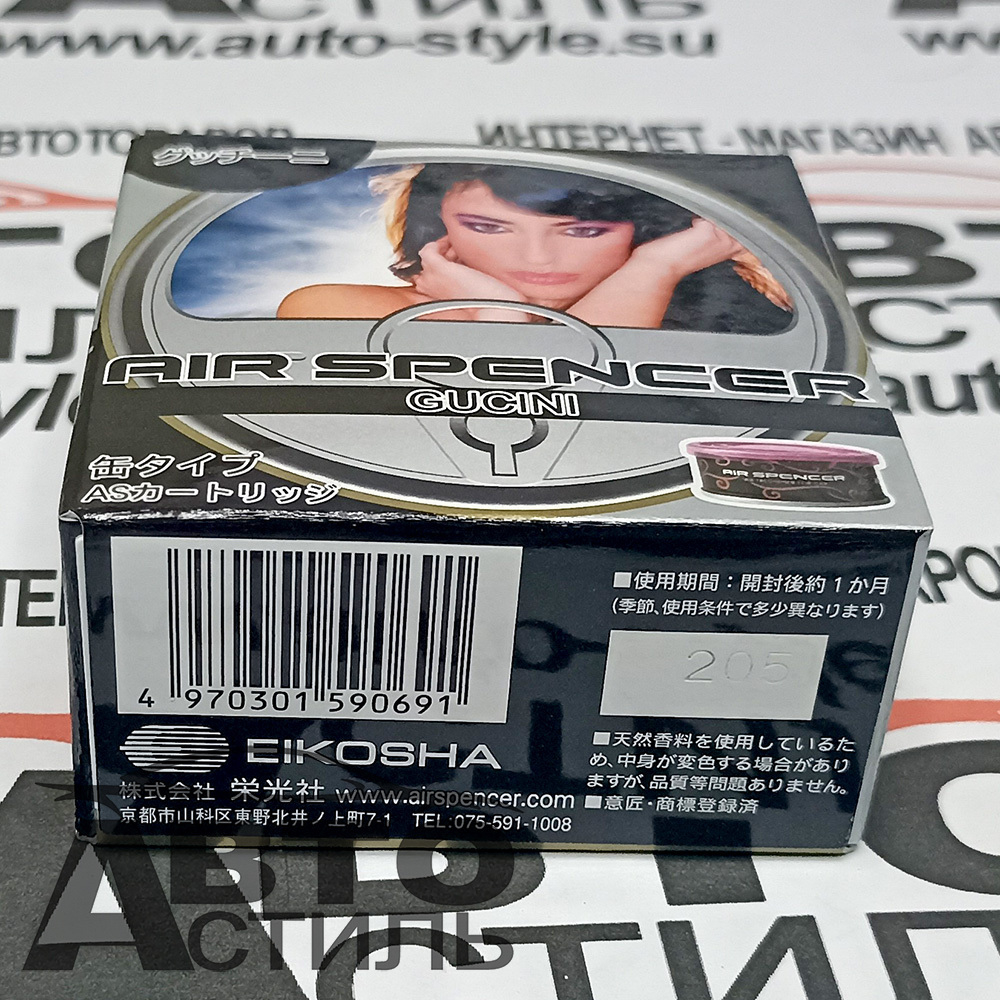 СТИЛЬ
www.auto-style.su
ИНТЕРНЕТ - МАГАЗИН
グッチーニ
AIR SPENCER
GUCINI
缶タイプ
ASカートリッジ
AIR SPENCER
4 970301 590691
EIKOSHA
株式会社 栄光社 www.airspencer.com
京都市山科区東野北井ノ上町7-1 TEL:075-591-1008
■使用期間：開封後約1か月
(季節、使用条件で多少異なります)
205
■天然香料を使用しているた
め、中身が変色する場合があり
ますが、品質等問題ありません。
■意匠・商標登録済
АВТО
СТИЛЬ